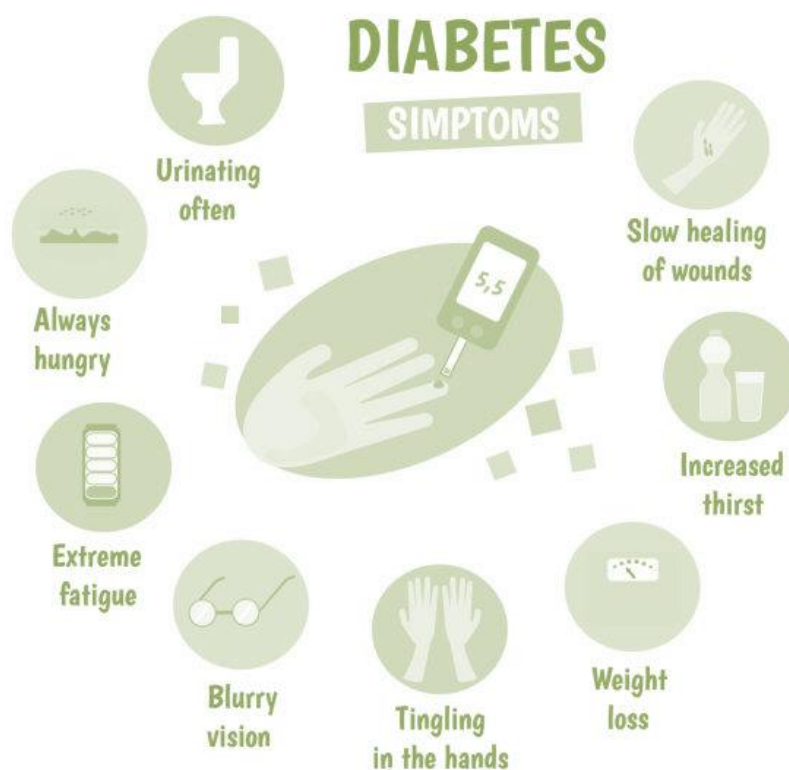 DIABETES
SIMPTOMS
Urinating
often
Slow healing
of wounds
5,5
Always
hungry
Increased
thirst
Extreme
fatigue
Blurry
vision
Tingling
in the hands
Weight
loss